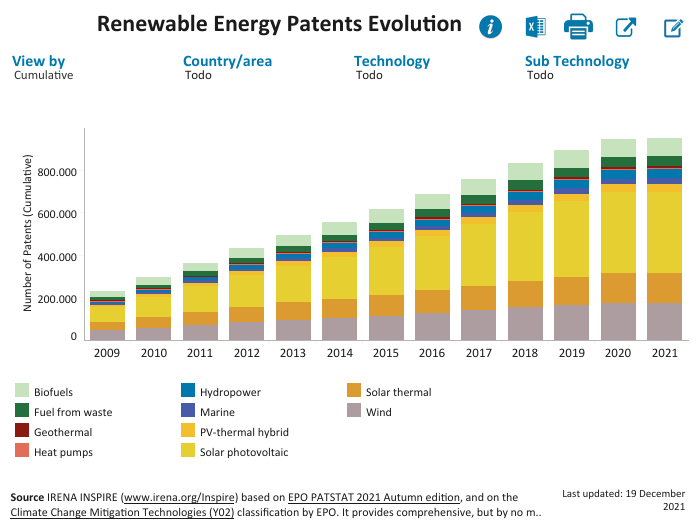 Renewable Energy Patents Evolution
View by
Cumulative
Country/area
Todo
Technology
Todo
Sub Technology
Todo
Number of Patents (Cumulative)
800.000
600.000
400.000
200.000
0
2009 2010 2011 2012 2013 2014 2015 2016 2017 2018 2019 2020 2021
Biofuels
Fuel from waste
Geothermal
Heat pumps
Hydropower
Marine
PV-thermal hybrid
Solar photovoltaic
Solar thermal
Wind
Source IRENA INSPIRE (www.irena.org/Inspire) based on EPO PATSTAT 2021 Autumn edition, and on the
Climate Change Mitigation Technologies (Y02) classification by EPO. It provides comprehensive, but by no m..
Last updated: 19 December
2021